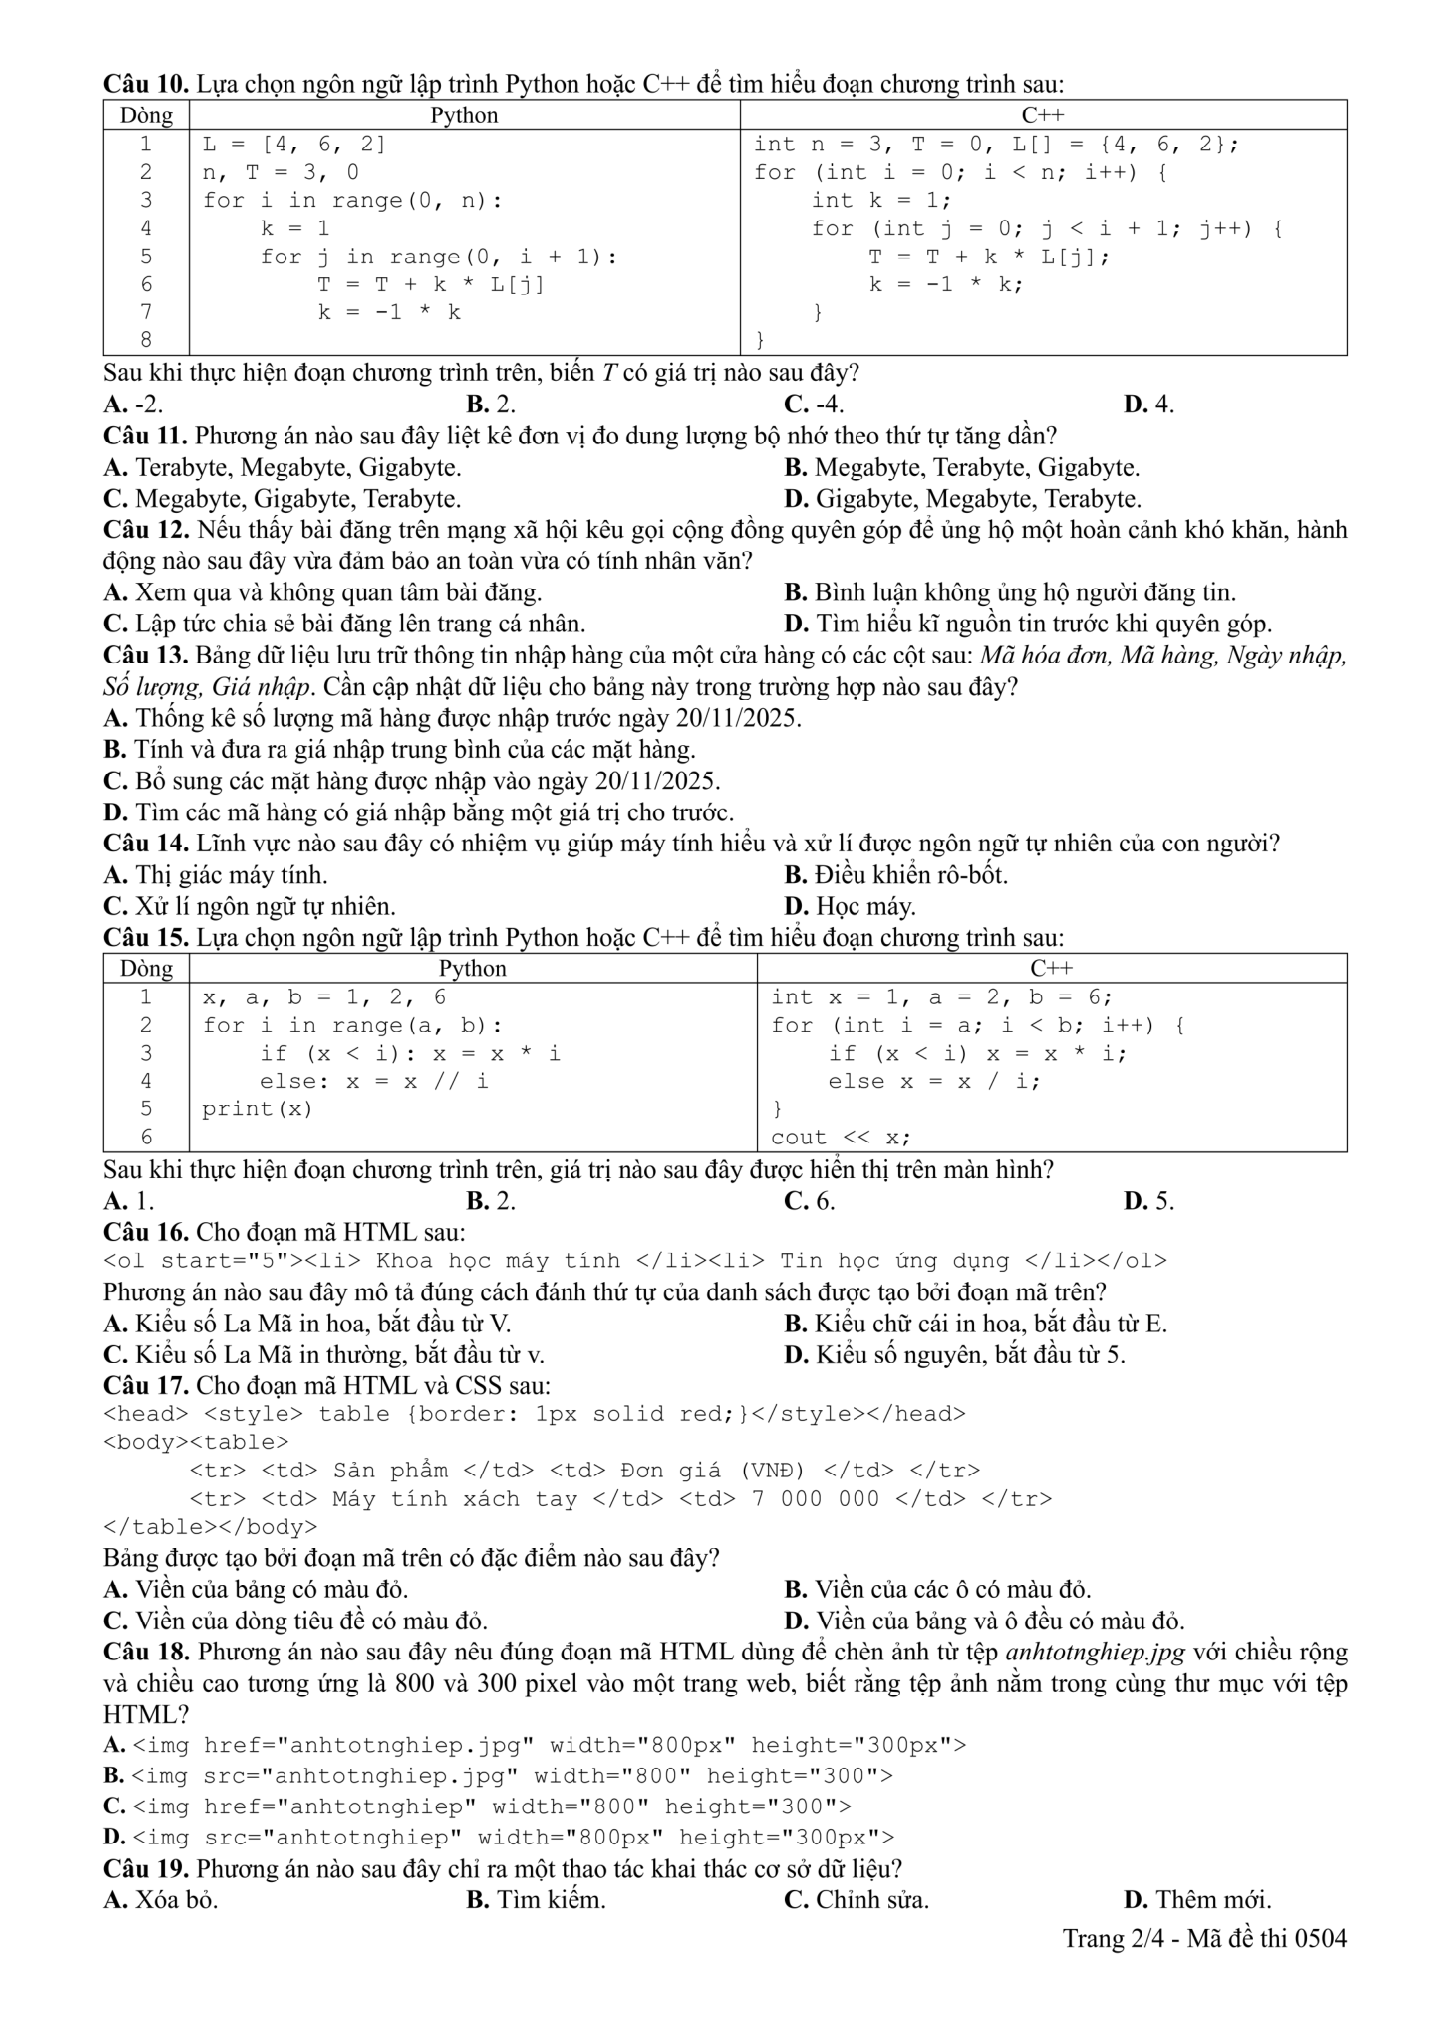 Câu 10. Lựa chọn ngôn ngữ lập trình Python hoặc C++ để tìm hiểu đoạn chương trình sau:
Dòng Python C++
1 L = [4, 6, 2] int n = 3, T = 0, L[] = {4, 6, 2};
2 n, T = 3, 0 for (int i = 0; i < n; i++) {
3 for i in range(0, n): int k = 1;
4 k = 1 for (int j = 0; j < i + 1; j++) {
5 for j in range(0, i + 1): T = T + k * L[j];
6 T = T + k * L[j] k = -1 * k;
7 k = -1 * k }
8 }
Sau khi thực hiện đoạn chương trình trên, biến T có giá trị nào sau đây?
A. -2. B. 2. C. -4. D. 4.
Câu 11. Phương án nào sau đây liệt kê đơn vị đo dung lượng bộ nhớ theo thứ tự tăng dần?
A. Terabyte, Megabyte, Gigabyte. B. Megabyte, Terabyte, Gigabyte.
C. Megabyte, Gigabyte, Terabyte. D. Gigabyte, Megabyte, Terabyte.
Câu 12. Nếu thấy bài đăng trên mạng xã hội kêu gọi cộng đồng quyên góp để ủng hộ một hoàn cảnh khó khăn, hành
động nào sau đây vừa đảm bảo an toàn vừa có tính nhân văn?
A. Xem qua và không quan tâm bài đăng. B. Bình luận không ủng hộ người đăng tin.
C. Lập tức chia sẻ bài đăng lên trang cá nhân. D. Tìm hiểu kĩ nguồn tin trước khi quyên góp.
Câu 13. Bảng dữ liệu lưu trữ thông tin nhập hàng của một cửa hàng có các cột sau: Mã hóa đơn, Mã hàng, Ngày nhập,
Số lượng, Giá nhập. Cần cập nhật dữ liệu cho bảng này trong trường hợp nào sau đây?
A. Thống kê số lượng mã hàng được nhập trước ngày 20/11/2025.
B. Tính và đưa ra giá nhập trung bình của các mặt hàng.
C. Bổ sung các mặt hàng được nhập vào ngày 20/11/2025.
D. Tìm các mã hàng có giá nhập bằng một giá trị cho trước.
Câu 14. Lĩnh vực nào sau đây có nhiệm vụ giúp máy tính hiểu và xử lí được ngôn ngữ tự nhiên của con người?
A. Thị giác máy tính. B. Điều khiển rô-bốt.
C. Xử lí ngôn ngữ tự nhiên. D. Học máy.
Câu 15. Lựa chọn ngôn ngữ lập trình Python hoặc C++ để tìm hiểu đoạn chương trình sau:
Dòng Python C++
1 x, a, b = 1, 2, 6 int x = 1, a = 2, b = 6;
2 for i in range(a, b): for (int i = a; i < b; i++) {
3 if (x < i): x = x * i if (x < i) x = x * i;
4 else: x = x // i else x = x / i;
5 print(x) }
6 cout << x;
Sau khi thực hiện đoạn chương trình trên, giá trị nào sau đây được hiển thị trên màn hình?
A. 1. B. 2. C. 6. D. 5.
Câu 16. Cho đoạn mã HTML sau:
<ol start="5"><li> Khoa học máy tính </li><li> Tin học ứng dụng </li></ol>
Phương án nào sau đây mô tả đúng cách đánh thứ tự của danh sách được tạo bởi đoạn mã trên?
A. Kiểu số La Mã in hoa, bắt đầu từ V. B. Kiểu chữ cái in hoa, bắt đầu từ E.
C. Kiểu số La Mã in thường, bắt đầu từ v. D. Kiểu số nguyên, bắt đầu từ 5.
Câu 17. Cho đoạn mã HTML và CSS sau:
<head> <style> table {border: 1px solid red;}</style></head>
<body><table>
<tr> <td> Sản phẩm </td> <td> Đơn giá (VNĐ) </td> </tr>
<tr> <td> Máy tính xách tay </td> <td> 7 000 000 </td> </tr>
</table></body>
Bảng được tạo bởi đoạn mã trên có đặc điểm nào sau đây?
A. Viền của bảng có màu đỏ. B. Viền của các ô có màu đỏ.
C. Viền của dòng tiêu đề có màu đỏ. D. Viền của bảng và ô đều có màu đỏ.
Câu 18. Phương án nào sau đây nêu đúng đoạn mã HTML dùng để chèn ảnh từ tệp anhtotnghiep.jpg với chiều rộng
và chiều cao tương ứng là 800 và 300 pixel vào một trang web, biết rằng tệp ảnh nằm trong cùng thư mục với tệp
HTML?
A. <img href="anhtotnghiep.jpg" width="800px" height="300px">
B. <img src="anhtotnghiep.jpg" width="800" height="300">
C. <img href="anhtotnghiep" width="800" height="300">
D. <img src="anhtotnghiep" width="800px" height="300px">
Câu 19. Phương án nào sau đây chỉ ra một thao tác khai thác cơ sở dữ liệu?
A. Xóa bỏ. B. Tìm kiếm. C. Chỉnh sửa. D. Thêm mới.
Trang 2/4 - Mã đề thi 0504